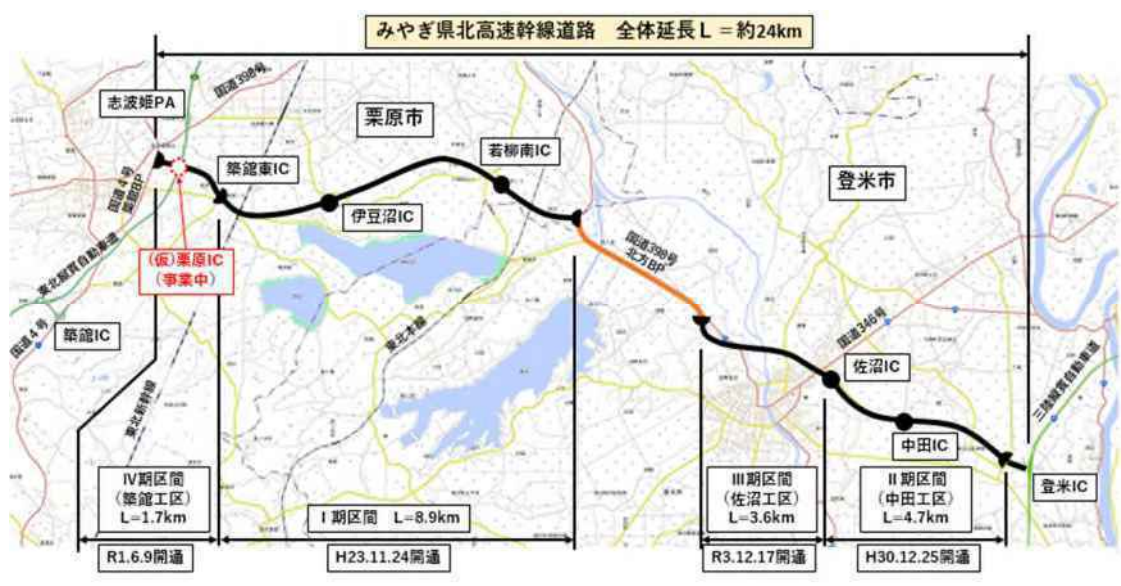 みやぎ県北高速幹線道路　全体延長L＝約24km
志波姫PA
国道398号
栗原市
若柳南IC
築館東IC
登米市
国道4号
築館BP
伊豆沼IC
国道398号
北方BP
(仮)栗原IC
(事業中)
東北縦貫自動車道
築館IC
国道4号
東北本線
国道346号
佐沼IC
三陸縦貫自動車道
東北新幹線
中田IC
登米IC
Ⅳ期区間
(築館工区)
L=1.7km
Ⅰ期区間　L=8.9km
Ⅲ期区間
(佐沼工区)
L=3.6km
Ⅱ期区間
(中田工区)
L=4.7km
R1.6.9開通
H23.11.24開通
R3.12.17開通
H30.12.25開通